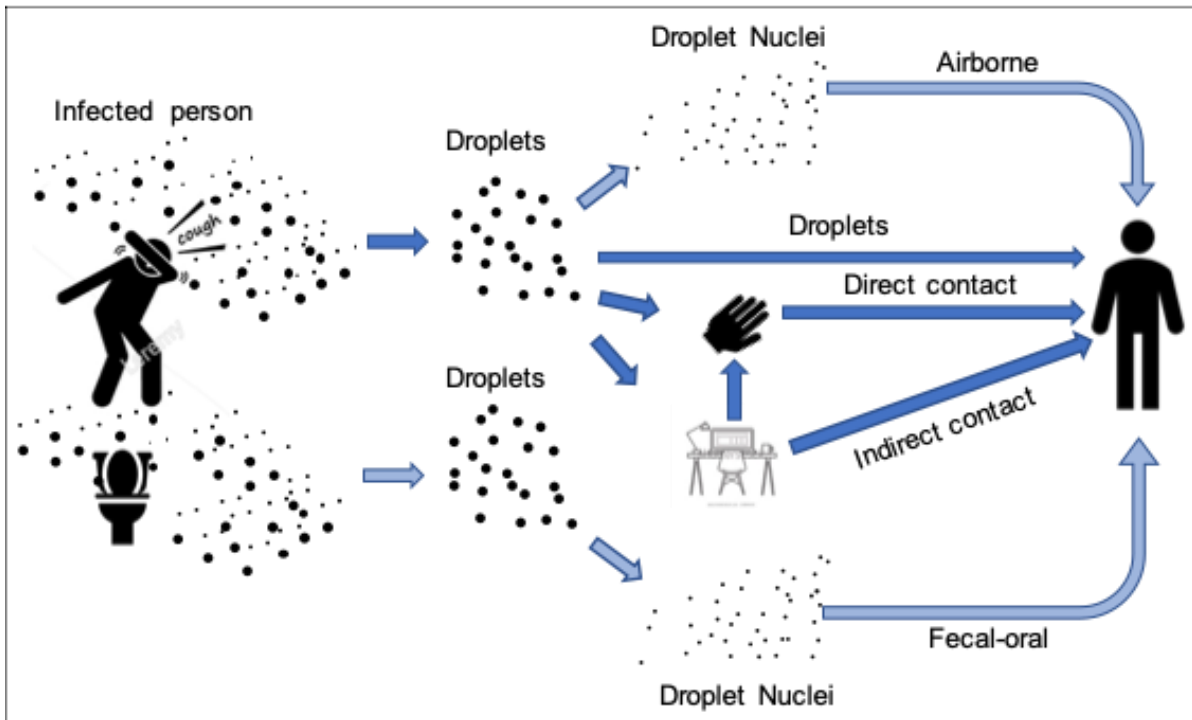 Droplet Nuclei
Airborne
Infected person
Droplets
cough
Droplets
Direct contact
Droplets
Indirect contact
Fecal-oral
Droplet Nuclei